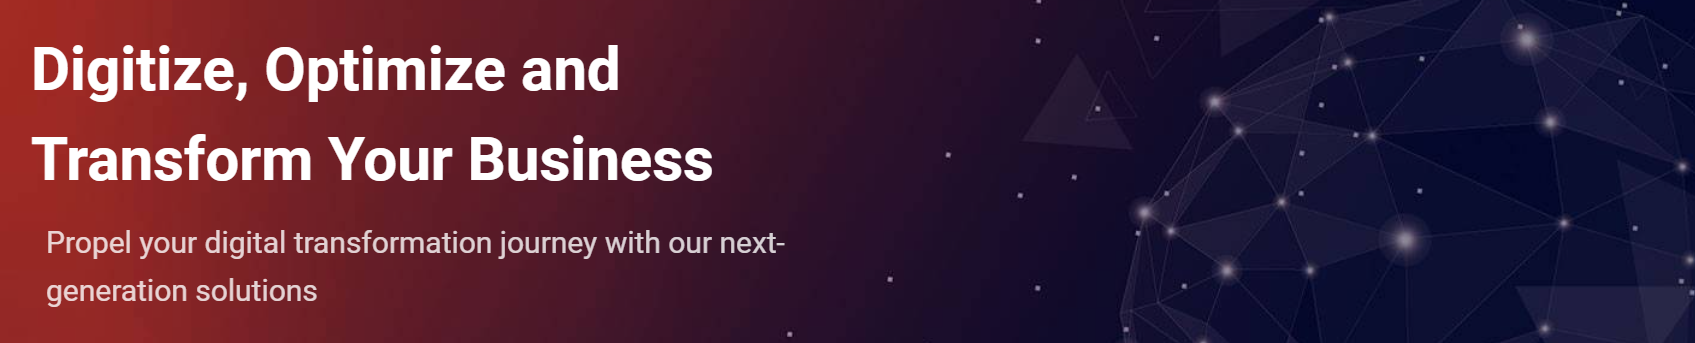 Digitize, Optimize and
Transform Your Business
Propel your digital transformation journey with our next-
generation solutions